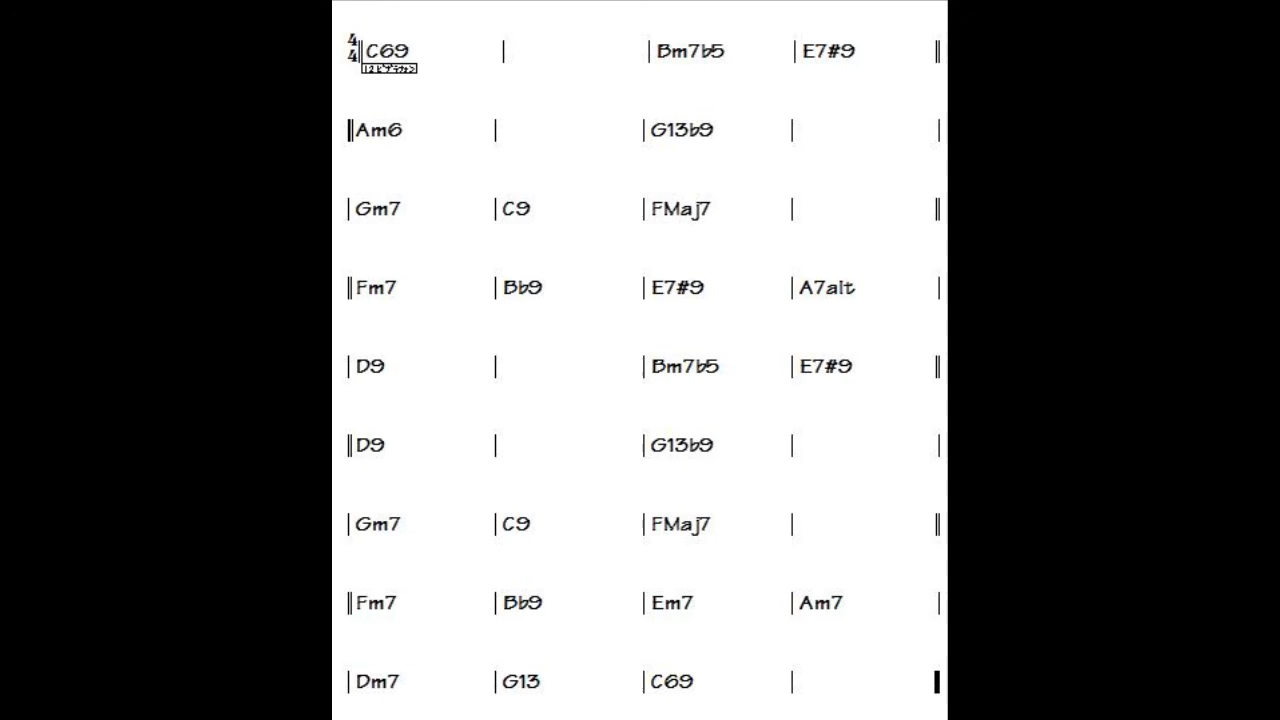 4/4 C69 | | Bm7b5 | E7#9
Am6 | | G13b9 |
Gm7 | C9 | FMaj7 |
Fm7 | Bb9 | E7#9 | A7alt
D9 | | Bm7b5 | E7#9
D9 | | G13b9 |
Gm7 | C9 | FMaj7 |
Fm7 | Bb9 | Em7 | Am7
Dm7 | G13 | C69 |